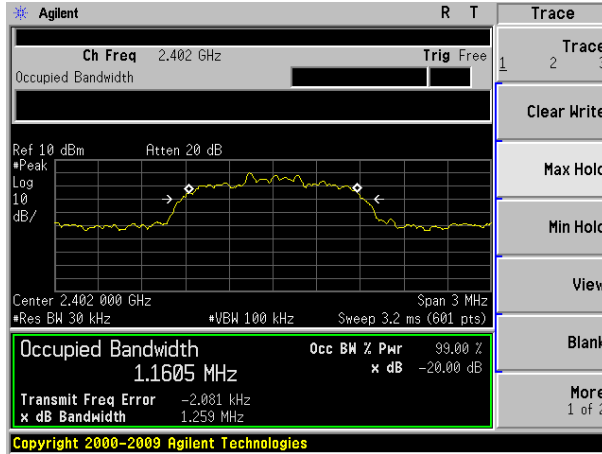 Agilent R T Trace
Ch Freq 2.402 GHz Trig Free
Occupied Bandwidth
Trace
1 2 3
Clear Write
Max Hold
Min Hold
View
Blank
More
1 of 2
Ref 10 dBm Atten 20 dB
#Peak
Log
10
dB/
Center 2.402 000 GHz Span 3 MHz
#Res BW 30 kHz #VBW 100 kHz Sweep 3.2 ms (601 pts)
Occupied Bandwidth Occ BW % Pwr 99.00 %
1.1605 MHz x dB -20.00 dB
Transmit Freq Error -2.081 kHz
x dB Bandwidth 1.259 MHz
Copyright 2000-2009 Agilent Technologies